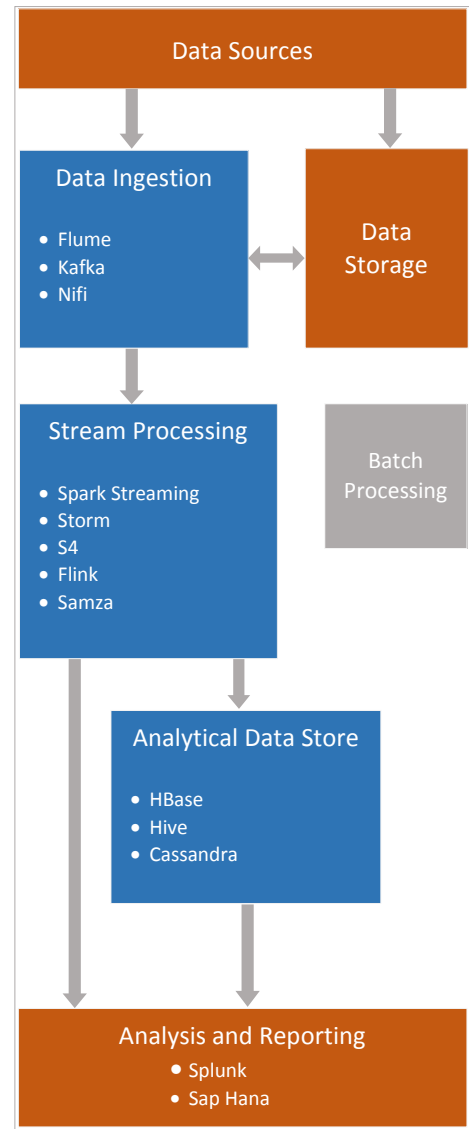 Data Sources
Data Ingestion
• Flume
• Kafka
• Nifi
Data
Storage
Stream Processing
• Spark Streaming
• Storm
• S4
• Flink
• Samza
Batch
Processing
Analytical Data Store
• HBase
• Hive
• Cassandra
Analysis and Reporting
• Splunk
• Sap Hana